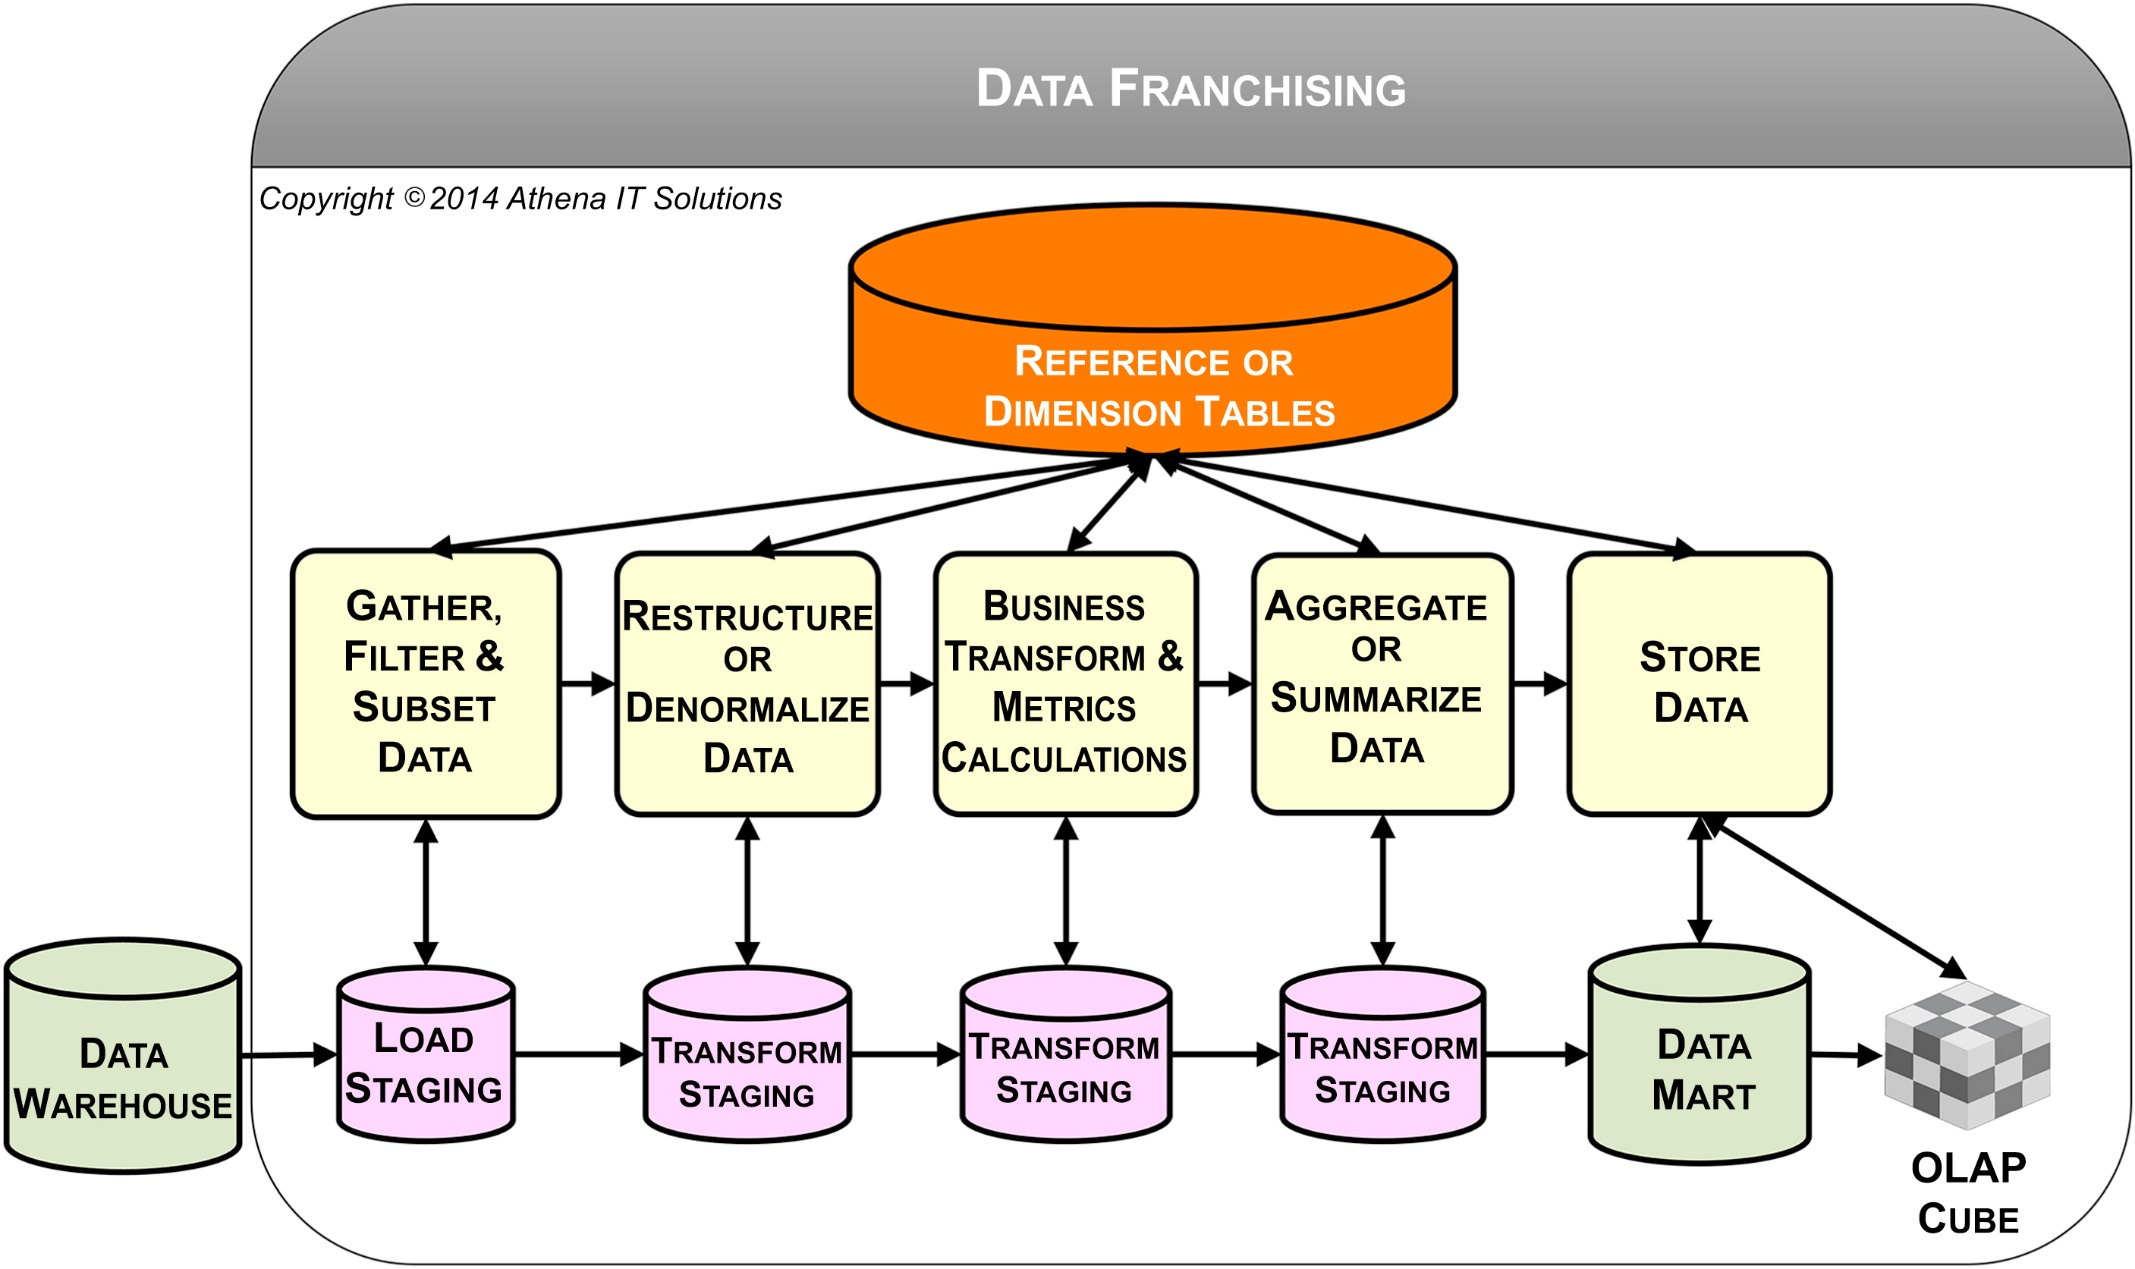 DATA FRANCHISING
Copyright ©2014 Athena IT Solutions
REFERENCE OR
DIMENSION TABLES
GATHER,
FILTER &
SUBSET
DATA
RESTRUCTURE
OR
DENORMALIZE
DATA
BUSINESS
TRANSFORM &
METRICS
CALCULATIONS
AGGREGATE
OR
SUMMARIZE
DATA
STORE
DATA
DATA
WAREHOUSE
LOAD
STAGING
TRANSFORM
STAGING
TRANSFORM
STAGING
TRANSFORM
STAGING
DATA
MART
OLAP
CUBE